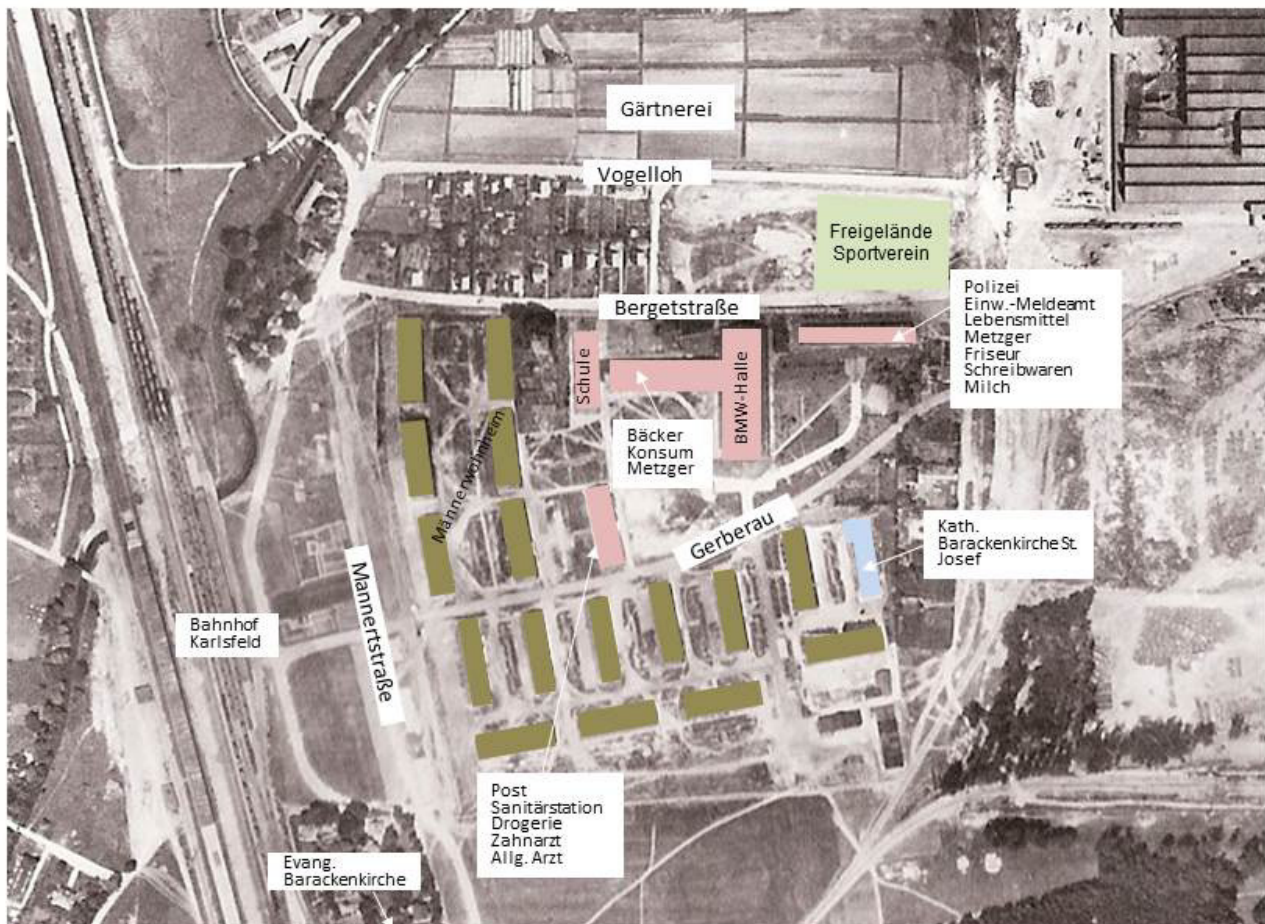 Gärtnerei
Vogelloh
Freigelände
Sportverein
Bergetstraße
Polizei
Einw.-Meldeamt
Lebensmittel
Metzger
Friseur
Schreibwaren
Milch
Schule
BMW-Halle
Bäcker
Konsum
Metzger
Männerwohnheim
Gerberau
Kath.
Barackenkirche St.
Josef
Mannertstraße
Bahnhof
Karlsfeld
Post
Sanitärstation
Drogerie
Zahnarzt
Allg. Arzt
Evang.
Barackenkirche